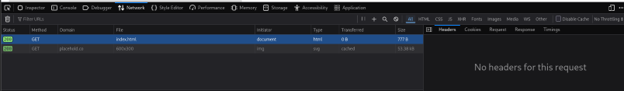 Inspector Console Debugger Network Style Editor Performance Memory Storage Accessibility Application
Filter URLs
All HTML CSS JS XHR Fonts Images Media WS Other Disable Cache No Throttling
Status Method Domain File Initiator Type Transferred Size
Headers Cookies Request Response Timings
GET index.html document html 0 B 777 B
GET placehold.co 600x400 img svg cached
No headers for this request